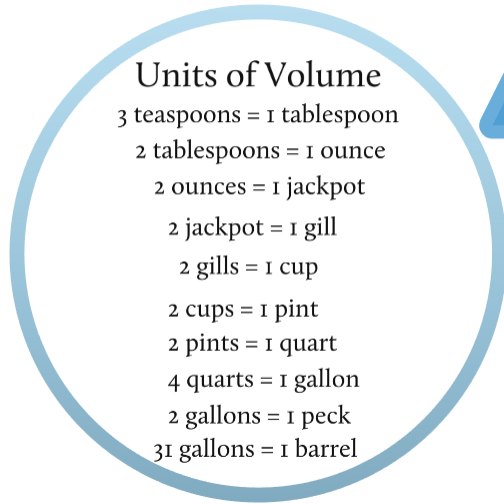 Units of Volume
3 teaspoons = 1 tablespoon
2 tablespoons = 1 ounce
2 ounces = 1 jackpot
2 jackpot = 1 gill
2 gills = 1 cup
2 cups = 1 pint
2 pints = 1 quart
4 quarts = 1 gallon
2 gallons = 1 peck
31 gallons = 1 barrel